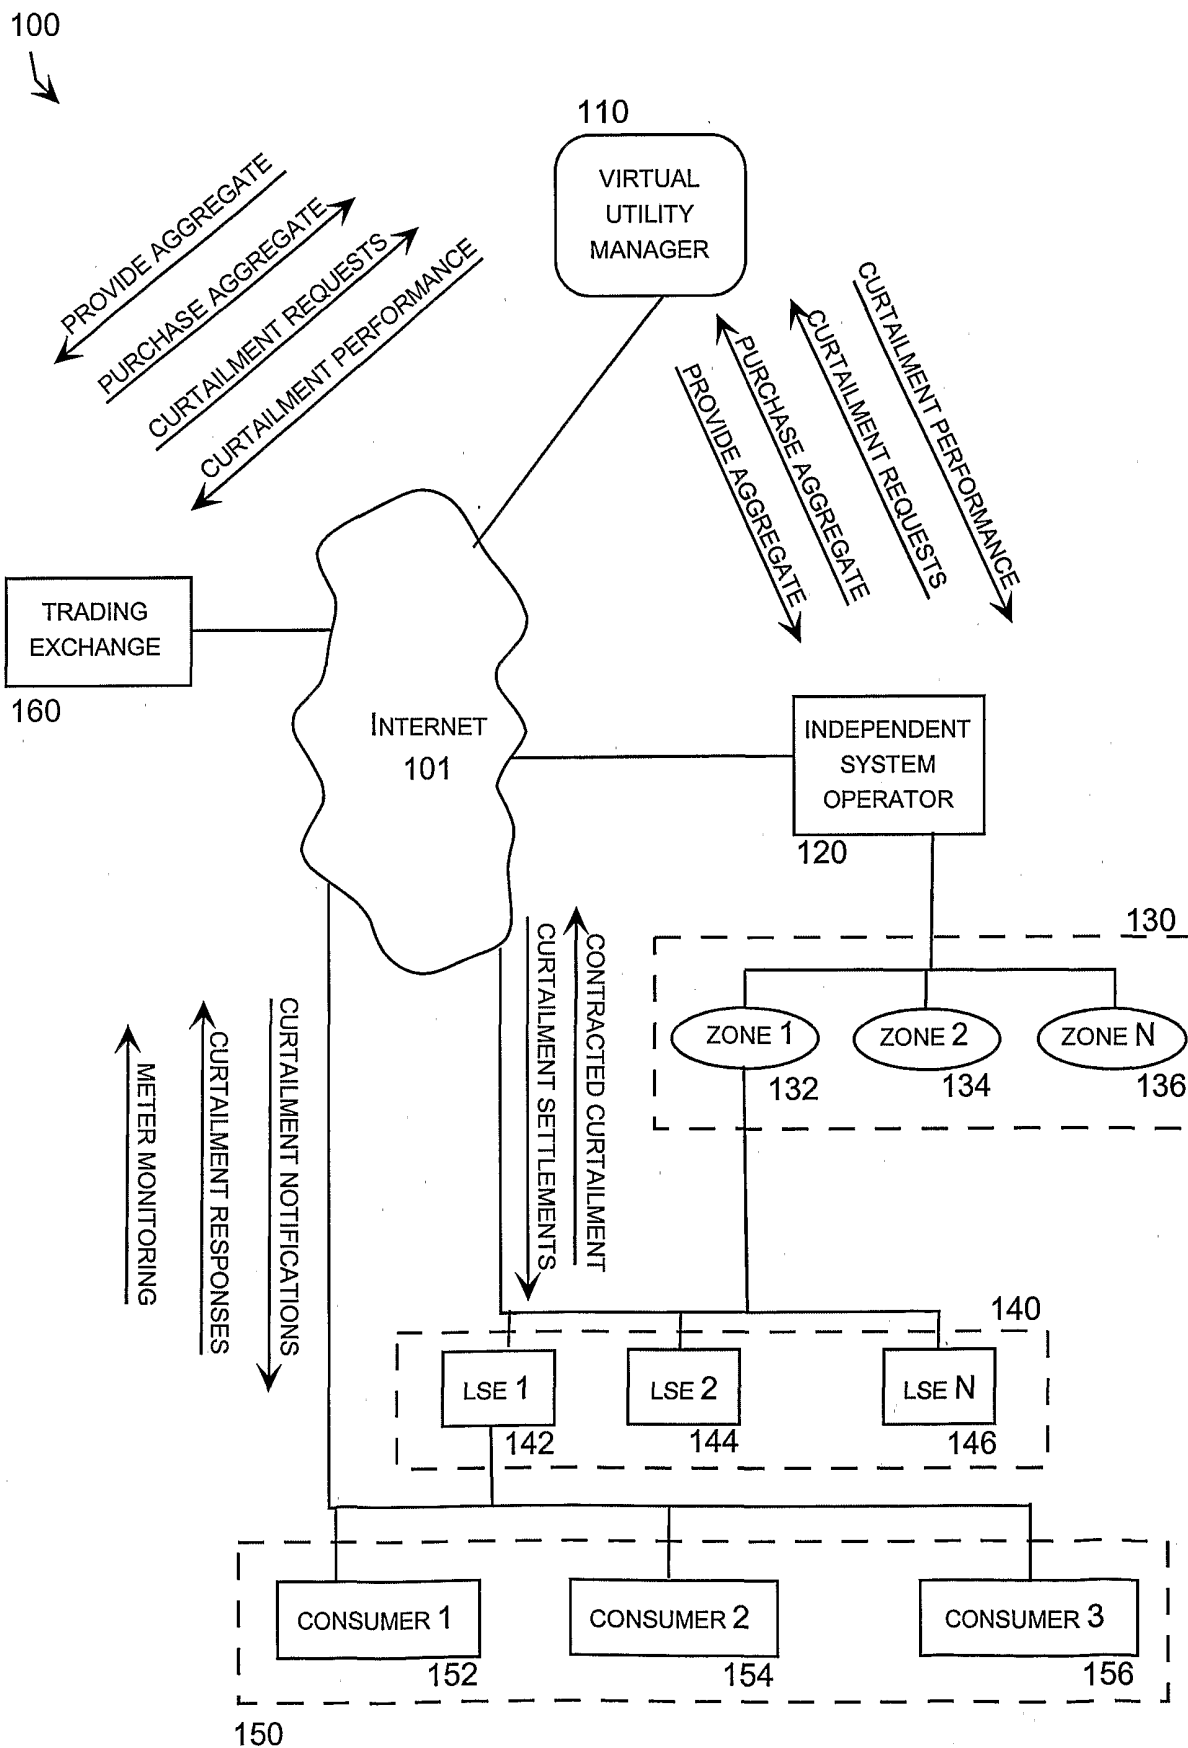 100
110
VIRTUAL
UTILITY
MANAGER
PROVIDE AGGREGATE
PURCHASE AGGREGATE
CURTAILMENT REQUESTS
CURTAILMENT PERFORMANCE
PROVIDE AGGREGATE
PURCHASE AGGREGATE
CURTAILMENT REQUESTS
CURTAILMENT PERFORMANCE
TRADING
EXCHANGE
160
INTERNET
101
INDEPENDENT
SYSTEM
OPERATOR
120
130
ZONE 1
132
ZONE 2
134
ZONE N
136
METER MONITORING
CURTAILMENT RESPONSES
CURTAILMENT NOTIFICATIONS
CURTAILMENT SETTLEMENTS
CONTRACTED CURTAILMENT
140
LSE 1
142
LSE 2
144
LSE N
146
CONSUMER 1
152
CONSUMER 2
154
CONSUMER 3
156
150